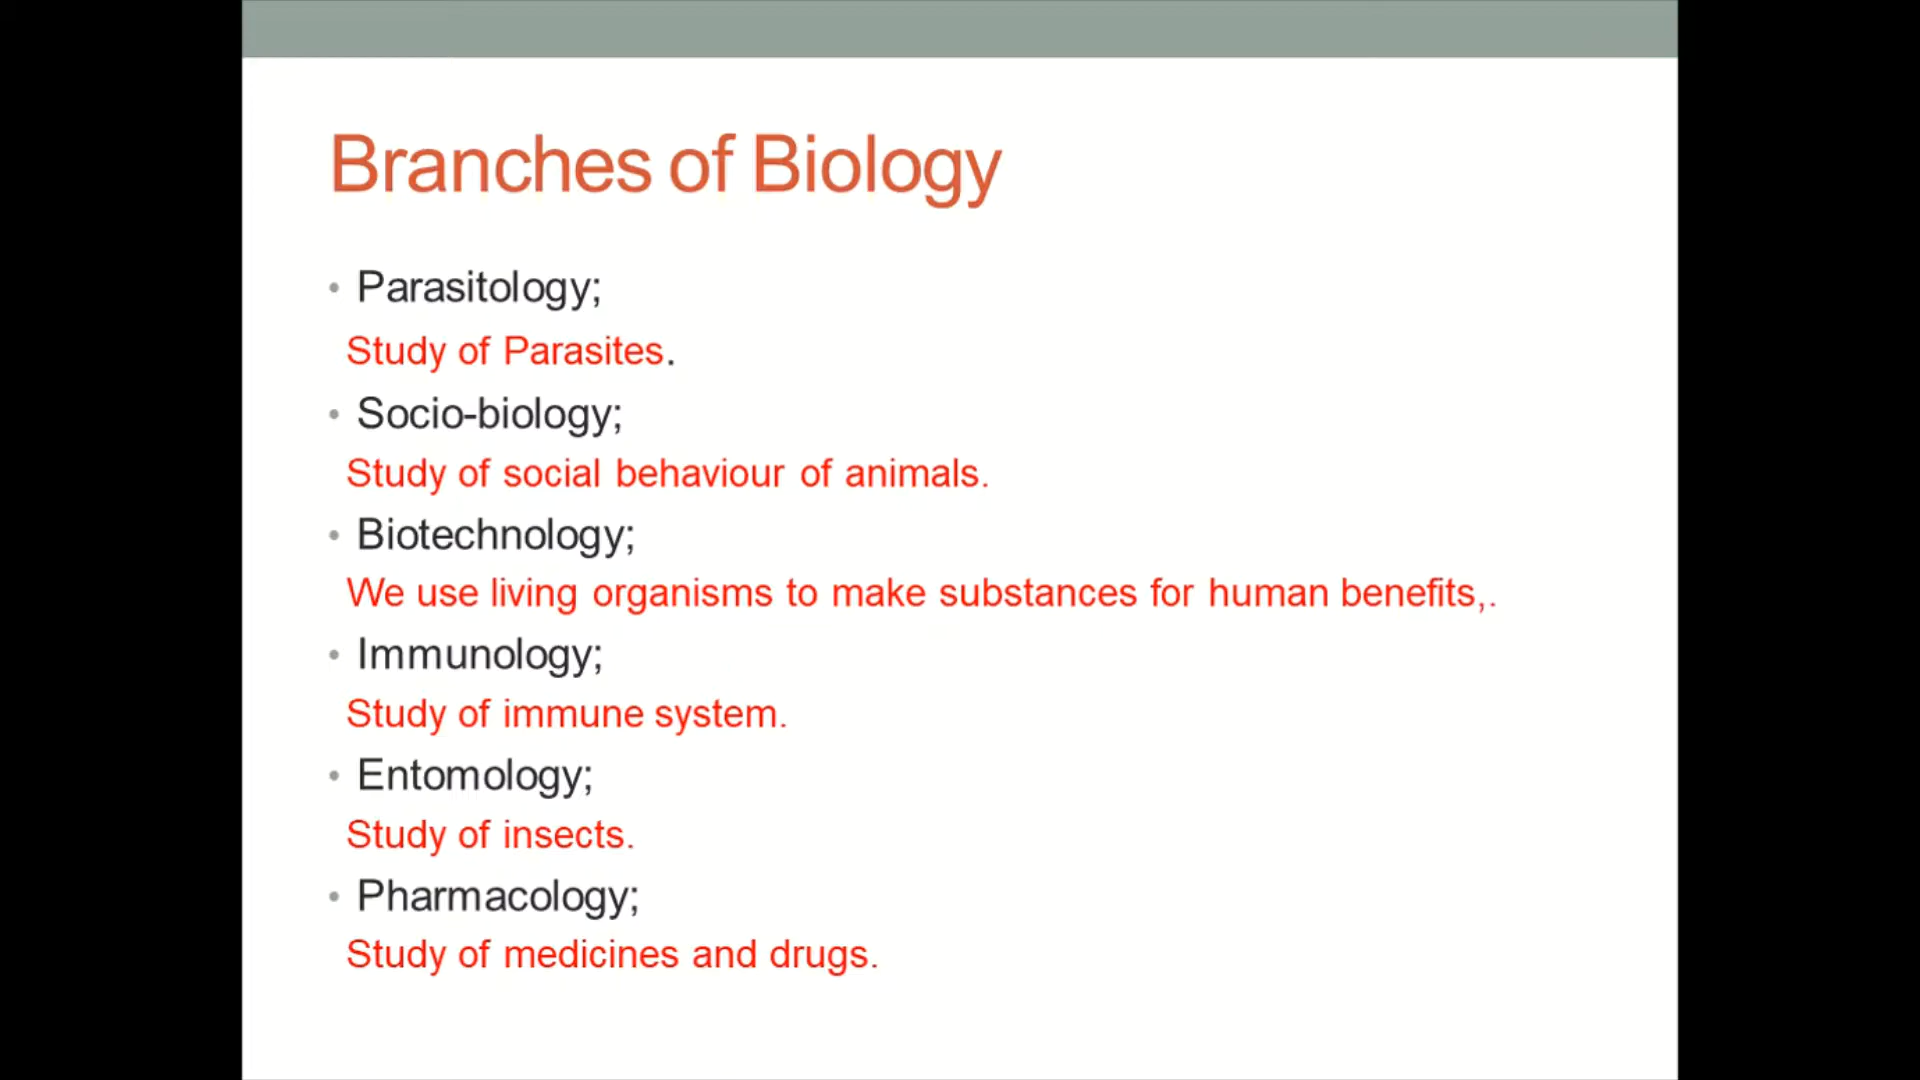 Branches of Biology
• Parasitology;
Study of Parasites.
• Socio-biology;
Study of social behaviour of animals.
• Biotechnology;
We use living organisms to make substances for human benefits,.
• Immunology;
Study of immune system.
• Entomology;
Study of insects.
• Pharmacology;
Study of medicines and drugs.